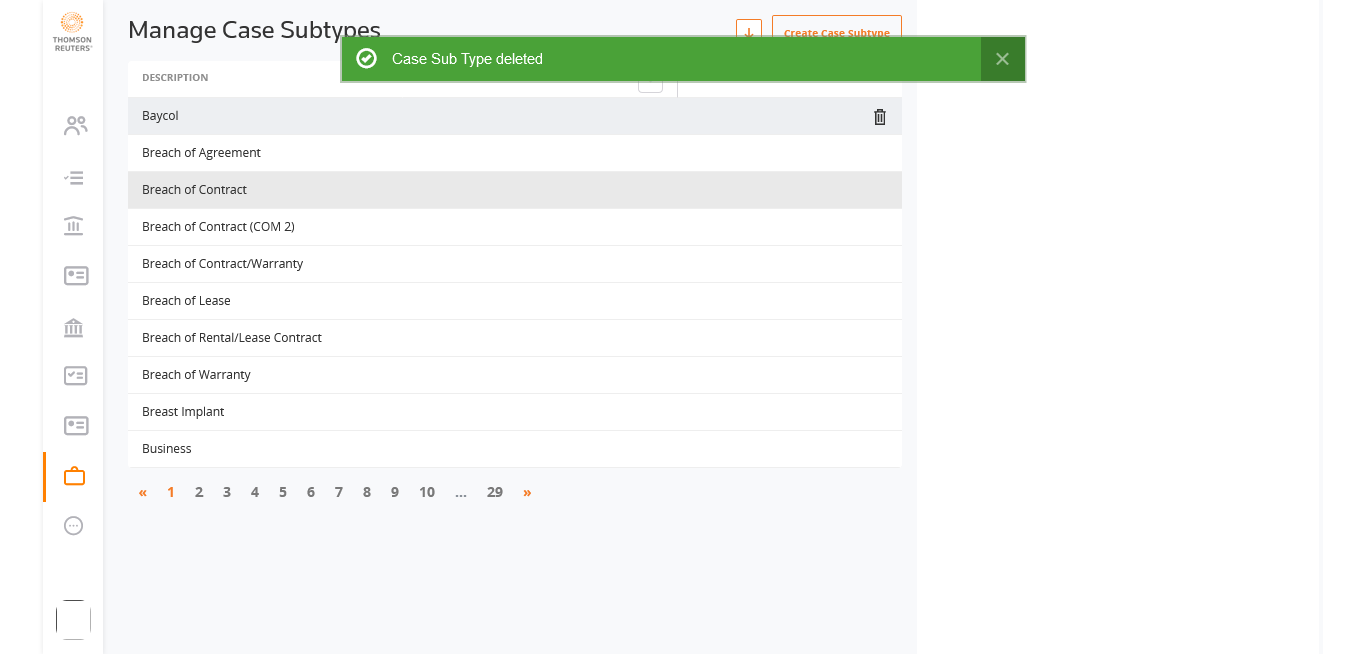 THOMSON
REUTERS
Manage Case Subtypes
Create Case Subtype
Case Sub Type deleted
DESCRIPTION
Baycol
Breach of Agreement
Breach of Contract
Breach of Contract (COM 2)
Breach of Contract/Warranty
Breach of Lease
Breach of Rental/Lease Contract
Breach of Warranty
Breast Implant
Business
« 1 2 3 4 5 6 7 8 9 10 ... 29 »